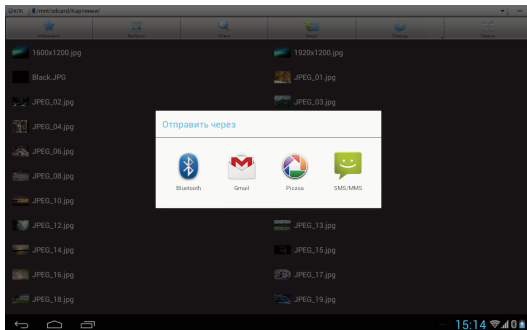 /mnt/sdcard/Картинки/
1600x1200.jpg 1920x1200.jpg
Black.JPG JPEG_01.jpg
JPEG_02.jpg JPEG_03.jpg
JPEG_04.jpg
Отправить через
JPEG_06.jpg
JPEG_08.jpg
Bluetooth Gmail Picasa SMS/MMS
JPEG_10.jpg
JPEG_12.jpg JPEG_13.jpg
JPEG_14.jpg JPEG_15.jpg
JPEG_16.jpg JPEG_17.jpg
JPEG_18.jpg JPEG_19.jpg
15:14